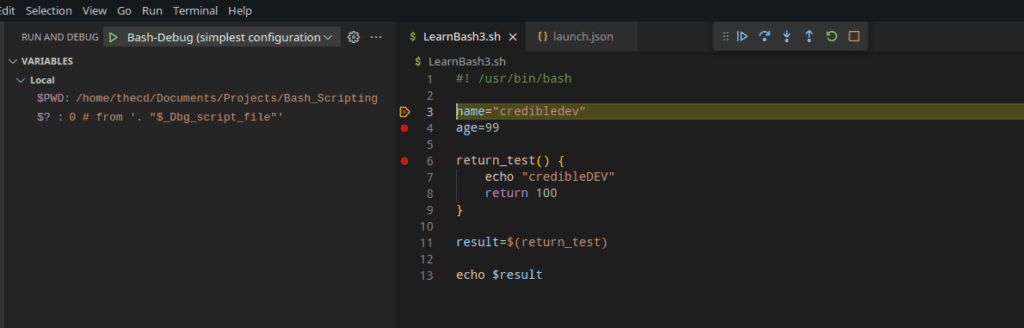 Edit Selection View Go Run Terminal Help
RUN AND DEBUG Bash-Debug (simplest configuration ...
$ LearnBash3.sh {} launch.json
VARIABLES
Local
$PWD: /home/thecd/Documents/Projects/Bash_Scripting
$? : 0 # from '. "$_Dbg_script_file"'
$ LearnBash3.sh
1 #! /usr/bin/bash
2
3 name="credibledev"
4 age=99
5
6 return_test() {
7 echo "credibleDEV"
8 return 100
9 }
10
11 result=$(return_test)
12
13 echo $result